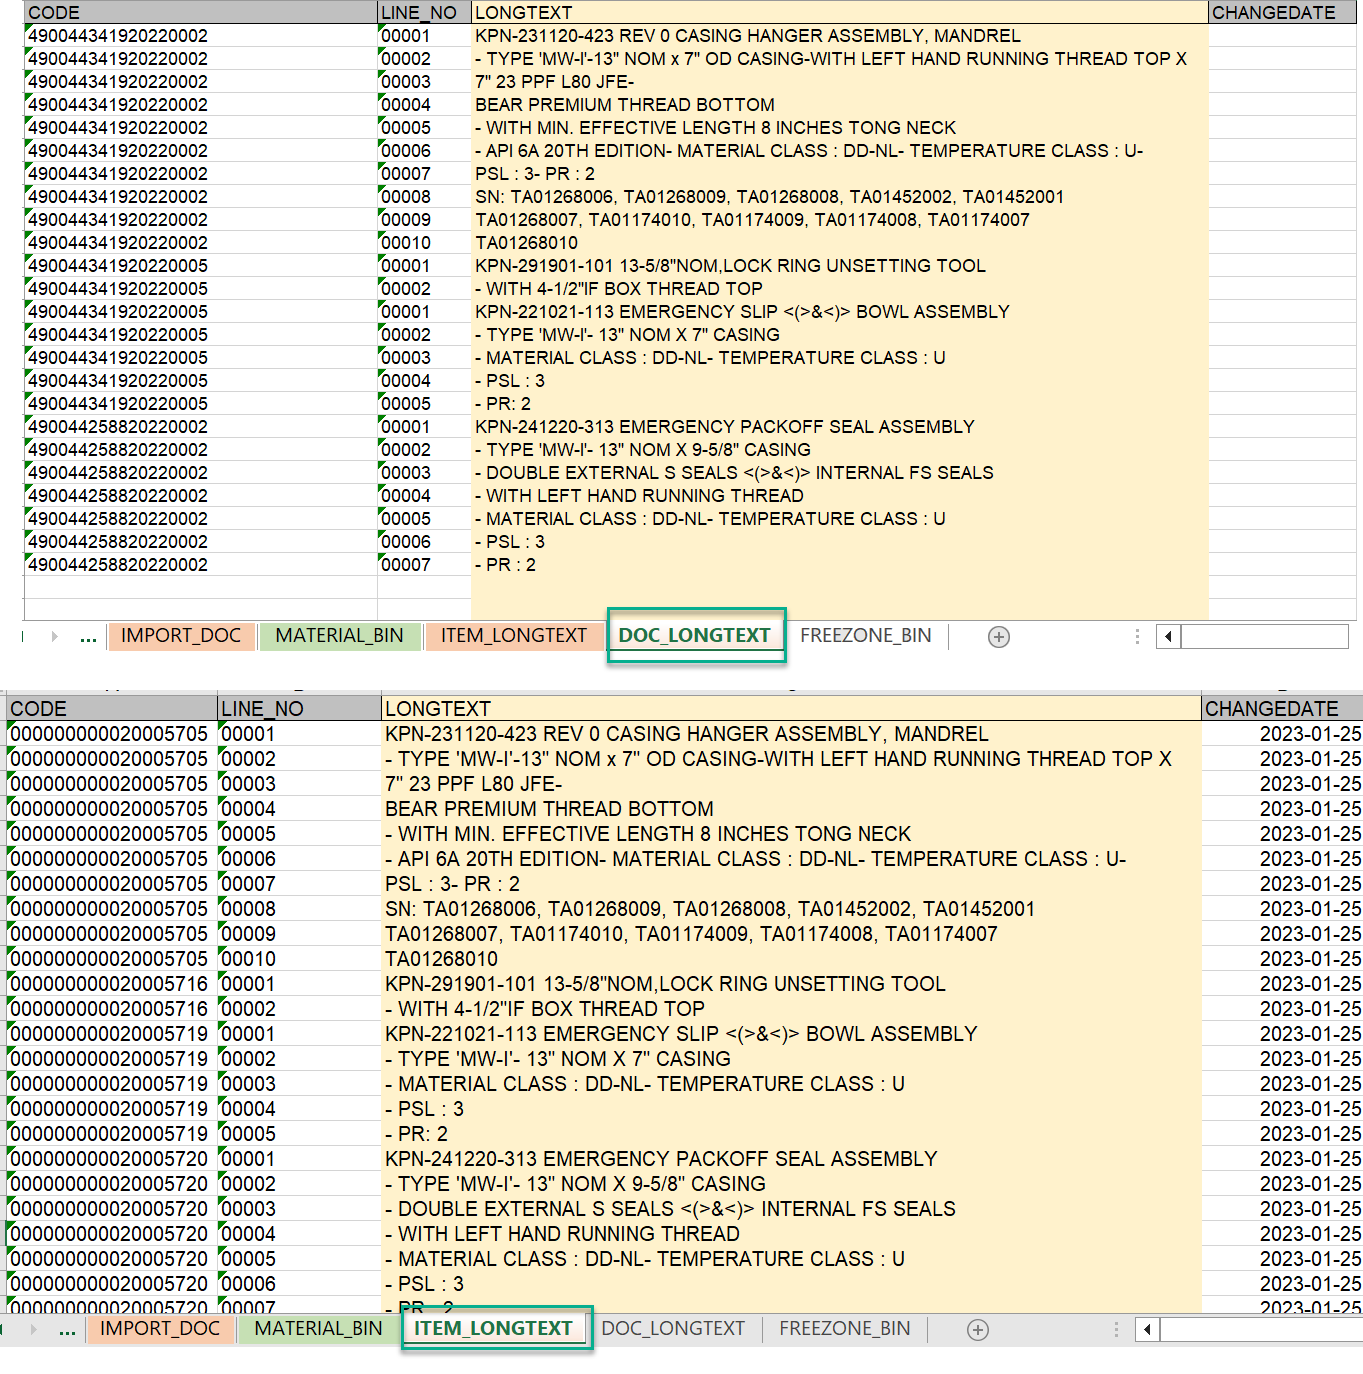 CODE LINE_NO LONGTEXT CHANGEDATE
490044341920220002 00001 KPN-231120-423 REV 0 CASING HANGER ASSEMBLY, MANDREL
490044341920220002 00002 - TYPE 'MW-I'-13" NOM x 7" OD CASING-WITH LEFT HAND RUNNING THREAD TOP X
490044341920220002 00003 7" 23 PPF L80 JFE-
490044341920220002 00004 BEAR PREMIUM THREAD BOTTOM
490044341920220002 00005 - WITH MIN. EFFECTIVE LENGTH 8 INCHES TONG NECK
490044341920220002 00006 - API 6A 20TH EDITION- MATERIAL CLASS : DD-NL- TEMPERATURE CLASS : U-
490044341920220002 00007 PSL : 3- PR : 2
490044341920220002 00008 SN: TA01268006, TA01268009, TA01268008, TA01452002, TA01452001
490044341920220002 00009 TA01268007, TA01174010, TA01174009, TA01174008, TA01174007
490044341920220002 00010 TA01268010
490044341920220005 00001 KPN-291901-101 13-5/8"NOM,LOCK RING UNSETTING TOOL
490044341920220005 00002 - WITH 4-1/2"IF BOX THREAD TOP
490044341920220005 00001 KPN-221021-113 EMERGENCY SLIP <(>&<)> BOWL ASSEMBLY
490044341920220005 00002 - TYPE 'MW-I'- 13" NOM X 7" CASING
490044341920220005 00003 - MATERIAL CLASS : DD-NL- TEMPERATURE CLASS : U
490044341920220005 00004 - PSL : 3
490044341920220005 00005 - PR: 2
490044258820220002 00001 KPN-241220-313 EMERGENCY PACKOFF SEAL ASSEMBLY
490044258820220002 00002 - TYPE 'MW-I'- 13" NOM X 9-5/8" CASING
490044258820220002 00003 - DOUBLE EXTERNAL S SEALS <(>&<)> INTERNAL FS SEALS
490044258820220002 00004 - WITH LEFT HAND RUNNING THREAD
490044258820220002 00005 - MATERIAL CLASS : DD-NL- TEMPERATURE CLASS : U
490044258820220002 00006 - PSL : 3
490044258820220002 00007 - PR : 2
... IMPORT_DOC MATERIAL_BIN ITEM_LONGTEXT DOC_LONGTEXT FREEZONE_BIN
CODE LINE_NO LONGTEXT CHANGEDATE
000000000020005705 00001 KPN-231120-423 REV 0 CASING HANGER ASSEMBLY, MANDREL 2023-01-25
000000000020005705 00002 - TYPE 'MW-I'-13" NOM x 7" OD CASING-WITH LEFT HAND RUNNING THREAD TOP X 2023-01-25
000000000020005705 00003 7" 23 PPF L80 JFE- 2023-01-25
000000000020005705 00004 BEAR PREMIUM THREAD BOTTOM 2023-01-25
000000000020005705 00005 - WITH MIN. EFFECTIVE LENGTH 8 INCHES TONG NECK 2023-01-25
000000000020005705 00006 - API 6A 20TH EDITION- MATERIAL CLASS : DD-NL- TEMPERATURE CLASS : U- 2023-01-25
000000000020005705 00007 PSL : 3- PR : 2 2023-01-25
000000000020005705 00008 SN: TA01268006, TA01268009, TA01268008, TA01452002, TA01452001 2023-01-25
000000000020005705 00009 TA01268007, TA01174010, TA01174009, TA01174008, TA01174007 2023-01-25
000000000020005705 00010 TA01268010 2023-01-25
000000000020005716 00001 KPN-291901-101 13-5/8"NOM,LOCK RING UNSETTING TOOL 2023-01-25
000000000020005716 00002 - WITH 4-1/2"IF BOX THREAD TOP 2023-01-25
000000000020005719 00001 KPN-221021-113 EMERGENCY SLIP <(>&<)> BOWL ASSEMBLY 2023-01-25
000000000020005719 00002 - TYPE 'MW-I'- 13" NOM X 7" CASING 2023-01-25
000000000020005719 00003 - MATERIAL CLASS : DD-NL- TEMPERATURE CLASS : U 2023-01-25
000000000020005719 00004 - PSL : 3 2023-01-25
000000000020005719 00005 - PR: 2 2023-01-25
000000000020005720 00001 KPN-241220-313 EMERGENCY PACKOFF SEAL ASSEMBLY 2023-01-25
000000000020005720 00002 - TYPE 'MW-I'- 13" NOM X 9-5/8" CASING 2023-01-25
000000000020005720 00003 - DOUBLE EXTERNAL S SEALS <(>&<)> INTERNAL FS SEALS 2023-01-25
000000000020005720 00004 - WITH LEFT HAND RUNNING THREAD 2023-01-25
000000000020005720 00005 - MATERIAL CLASS : DD-NL- TEMPERATURE CLASS : U 2023-01-25
000000000020005720 00006 - PSL : 3 2023-01-25
000000000020005720 00007 - PR : 2 2023-01-25
... IMPORT_DOC MATERIAL_BIN ITEM_LONGTEXT DOC_LONGTEXT FREEZONE_BIN